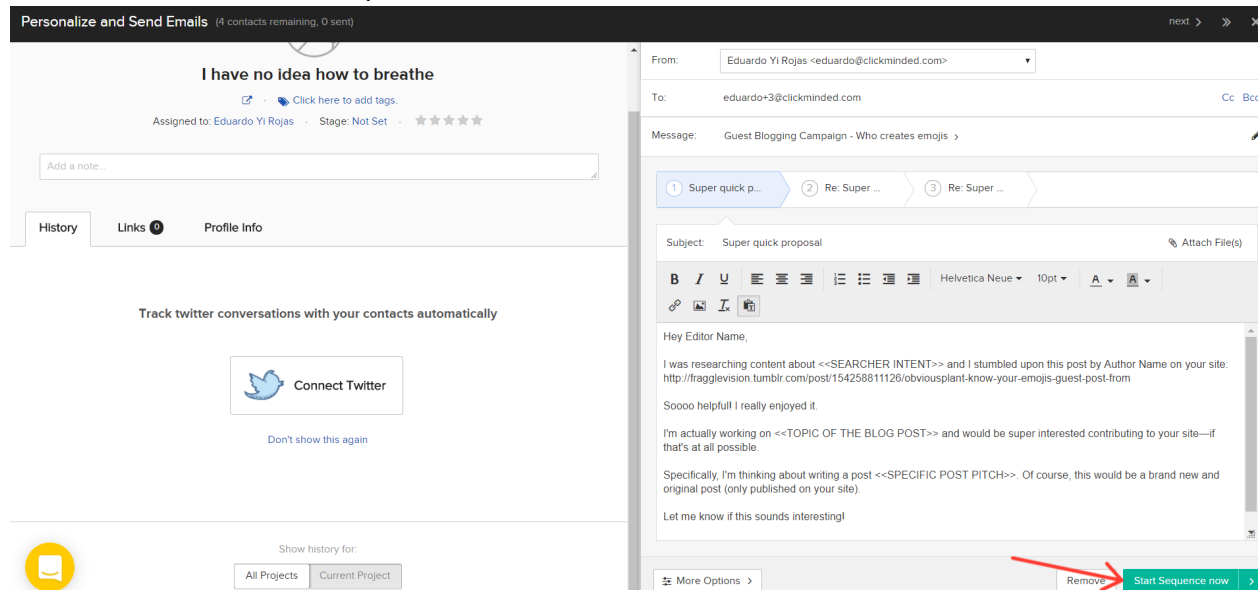 Personalize and Send Emails (4 contacts remaining, 0 sent)
next
I have no idea how to breathe
Click here to add tags.
Assigned to: Eduardo Yi Rojas · Stage: Not Set ·
Add a note...
History Links 0 Profile Info
Track twitter conversations with your contacts automatically
Connect Twitter
Don't show this again
Show history for:
All Projects Current Project
From: Eduardo Yi Rojas <eduardo@clickminded.com>
To: eduardo+3@clickminded.com Cc Bcc
Message: Guest Blogging Campaign - Who creates emojis
1 Super quick p... 2 Re: Super ... 3 Re: Super ...
Subject: Super quick proposal Attach File(s)
B I U Helvetica Neue 10pt A A
Hey Editor Name,
I was researching content about <<SEARCHER INTENT>> and I stumbled upon this post by Author Name on your site:
http://fragglevision.tumblr.com/post/154258811126/obviousplant-know-your-emojis-guest-post-from
Soooo helpful! I really enjoyed it.
I'm actually working on <<TOPIC OF THE BLOG POST>> and would be super interested contributing to your site—if
that's at all possible.
Specifically, I'm thinking about writing a post <<SPECIFIC POST PITCH>>. Of course, this would be a brand new and
original post (only published on your site).
Let me know if this sounds interesting!
More Options Remove Start Sequence now